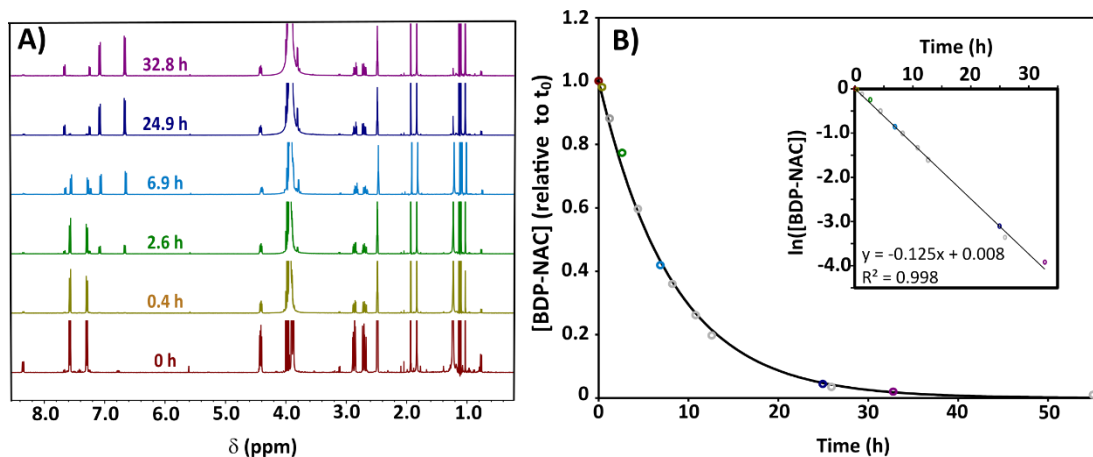 A)
32.8 h
24.9 h
6.9 h
2.6 h
0.4 h
0 h
8.0 7.0 6.0 5.0 4.0 3.0 2.0 1.0
δ (ppm)
B)
[BDP-NAC] (relative to t₀)
1.2
1.0
0.8
0.6
0.4
0.2
0
0 10 20 30 40 50
Time (h)
Time (h)
0 10 20 30
ln([BDP-NAC])
0
-1.0
-2.0
-3.0
-4.0
y = -0.125x + 0.008
R² = 0.998